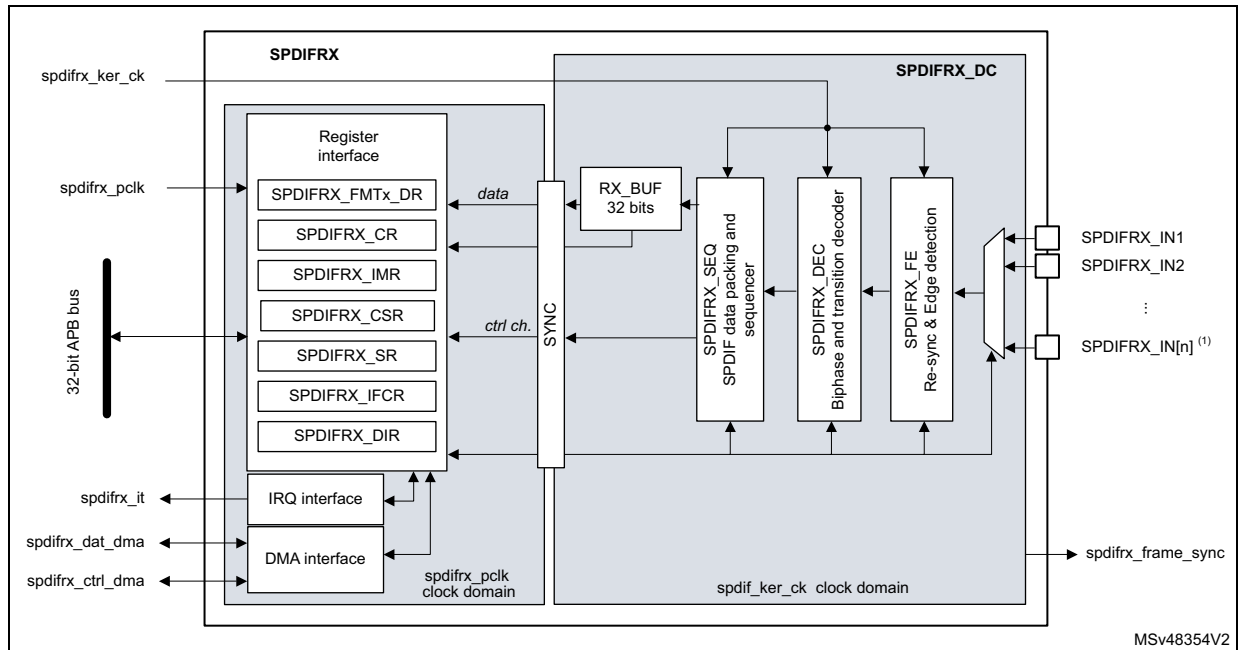 SPDIFRX
spdifrx_ker_ck
SPDIFRX_DC
Register
interface
spdifrx_pclk
SPDIFRX_FMTx_DR
SPDIFRX_CR
SPDIFRX_IMR
SPDIFRX_CSR
SPDIFRX_SR
SPDIFRX_IFCR
SPDIFRX_DIR
32-bit APB bus
data
ctrl ch.
SYNC
RX_BUF
32 bits
SPDIFRX_SEQ
SPDIF data packing and
sequencer
SPDIFRX_DEC
Biphase and transition decoder
SPDIFRX_FE
Re-sync & Edge detection
SPDIFRX_IN1
SPDIFRX_IN2
...
SPDIFRX_IN[n] (1)
spdifrx_it
IRQ interface
spdifrx_dat_dma
DMA interface
spdifrx_ctrl_dma
spdifrx_pclk
clock domain
spdif_ker_ck clock domain
spdifrx_frame_sync
MSv48354V2